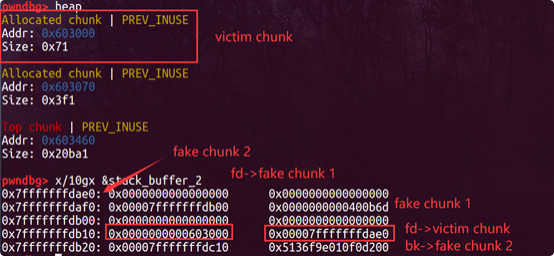 pwndbg> heap
Allocated chunk | PREV_INUSE
Addr: 0x603000
Size: 0x71
victim chunk
Allocated chunk | PREV_INUSE
Addr: 0x603070
Size: 0x3f1
Top chunk | PREV_INUSE
Addr: 0x603460
Size: 0x20ba1
fake chunk 2
pwndbg> x/10gx &stack_buffer_2
fd->fake chunk 1
0x7fffffffdae0: 0x0000000000000000 0x0000000000000000
0x7fffffffdaf0: 0x00007fffffffdb00 0x0000000000400b6d
fake chunk 1
0x7fffffffdb00: 0x0000000000000000 0x0000000000000000
fd->victim chunk
0x7fffffffdb10: 0x0000000000603000 0x00007fffffffdae0
bk->fake chunk 2
0x7fffffffdb20: 0x00007fffffffdc10 0x5136f9e010f0d200